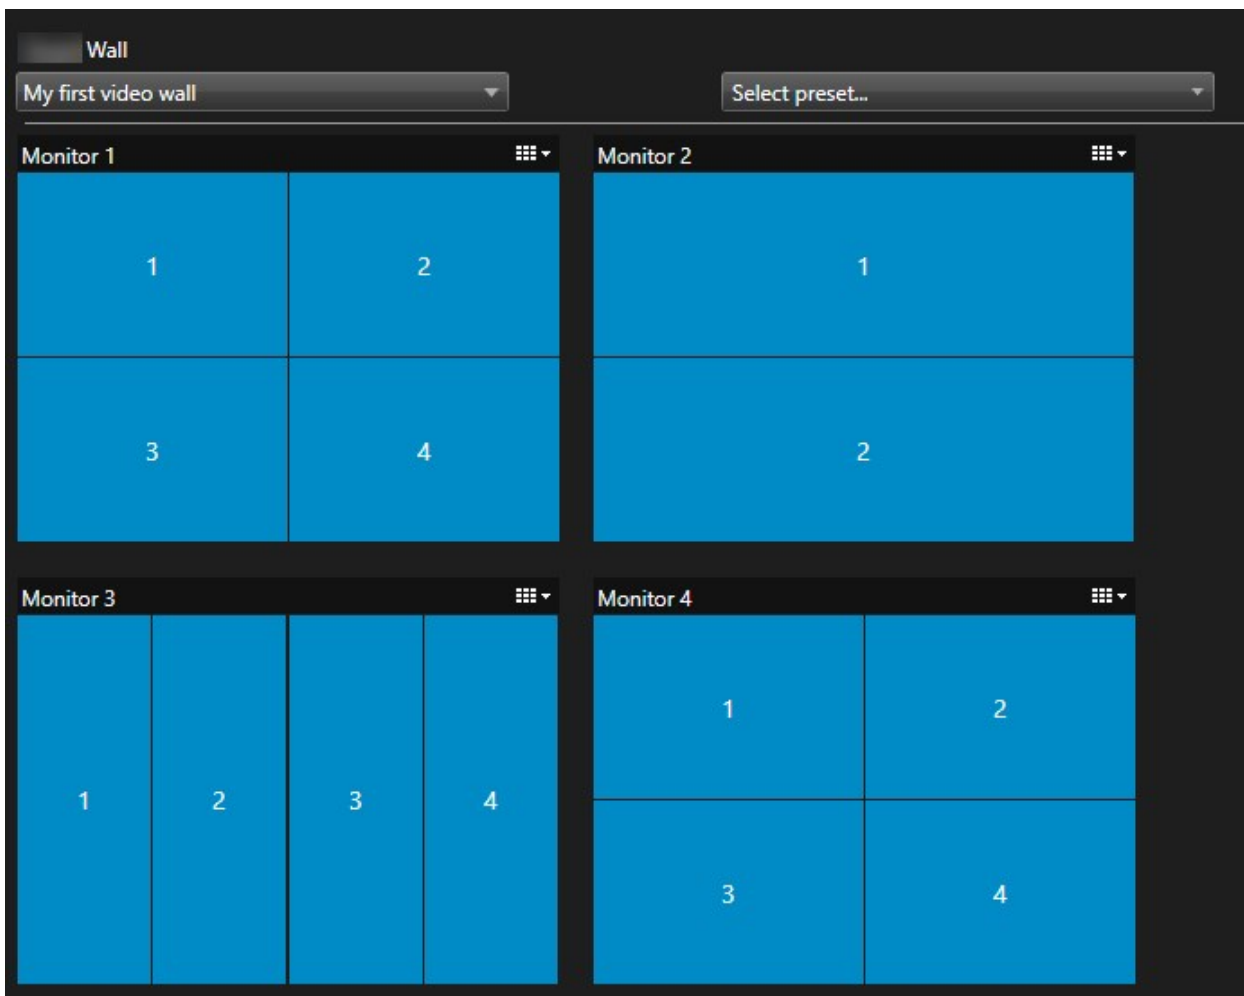 Wall
My first video wall Select preset...
Monitor 1 Monitor 2
1 2 1
3 4 2
Monitor 3 Monitor 4
1 2
1 2 3 4
3 4